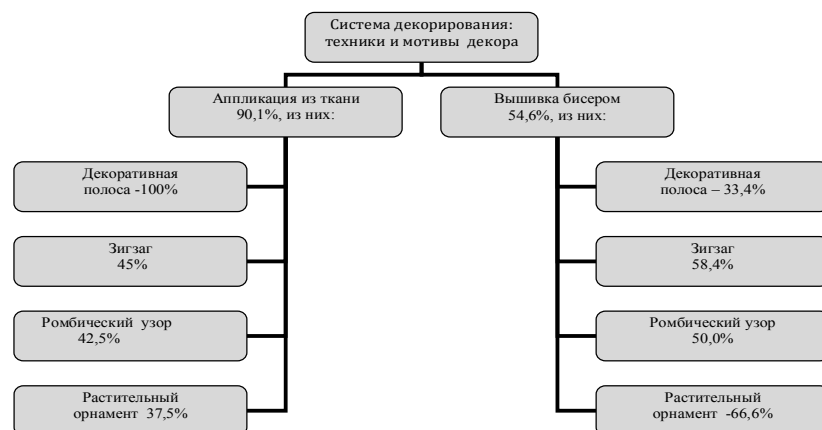 Система декорирования:
техники и мотивы декора
Аппликация из ткани
90,1%, из них:
Вышивка бисером
54,6%, из них:
Декоративная
полоса -100%
Декоративная
полоса – 33,4%
Зигзаг
45%
Зигзаг
58,4%
Ромбический узор
42,5%
Ромбический узор
50,0%
Растительный
орнамент 37,5%
Растительный
орнамент -66,6%